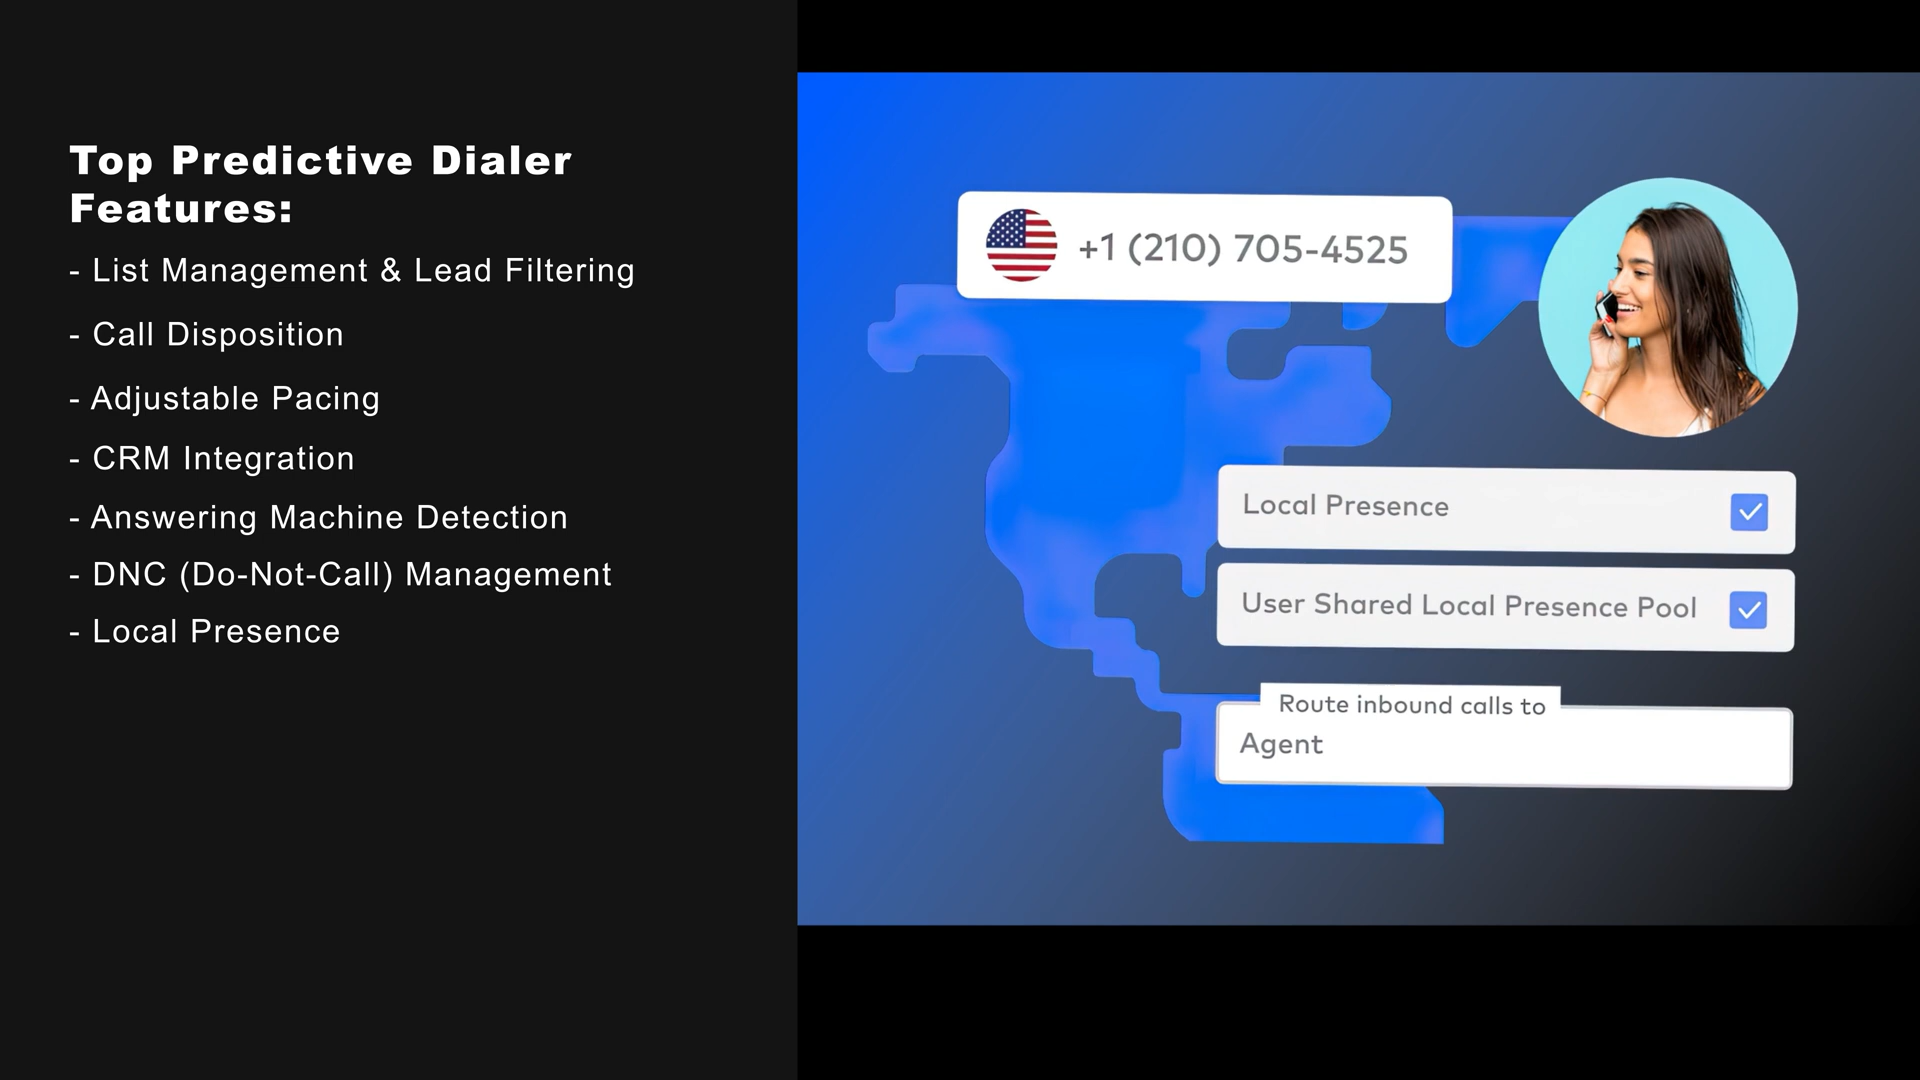 Top Predictive Dialer
Features:
- List Management & Lead Filtering
- Call Disposition
- Adjustable Pacing
- CRM Integration
- Answering Machine Detection
- DNC (Do-Not-Call) Management
- Local Presence
+1 (210) 705-4525
Local Presence
User Shared Local Presence Pool
Route inbound calls to
Agent